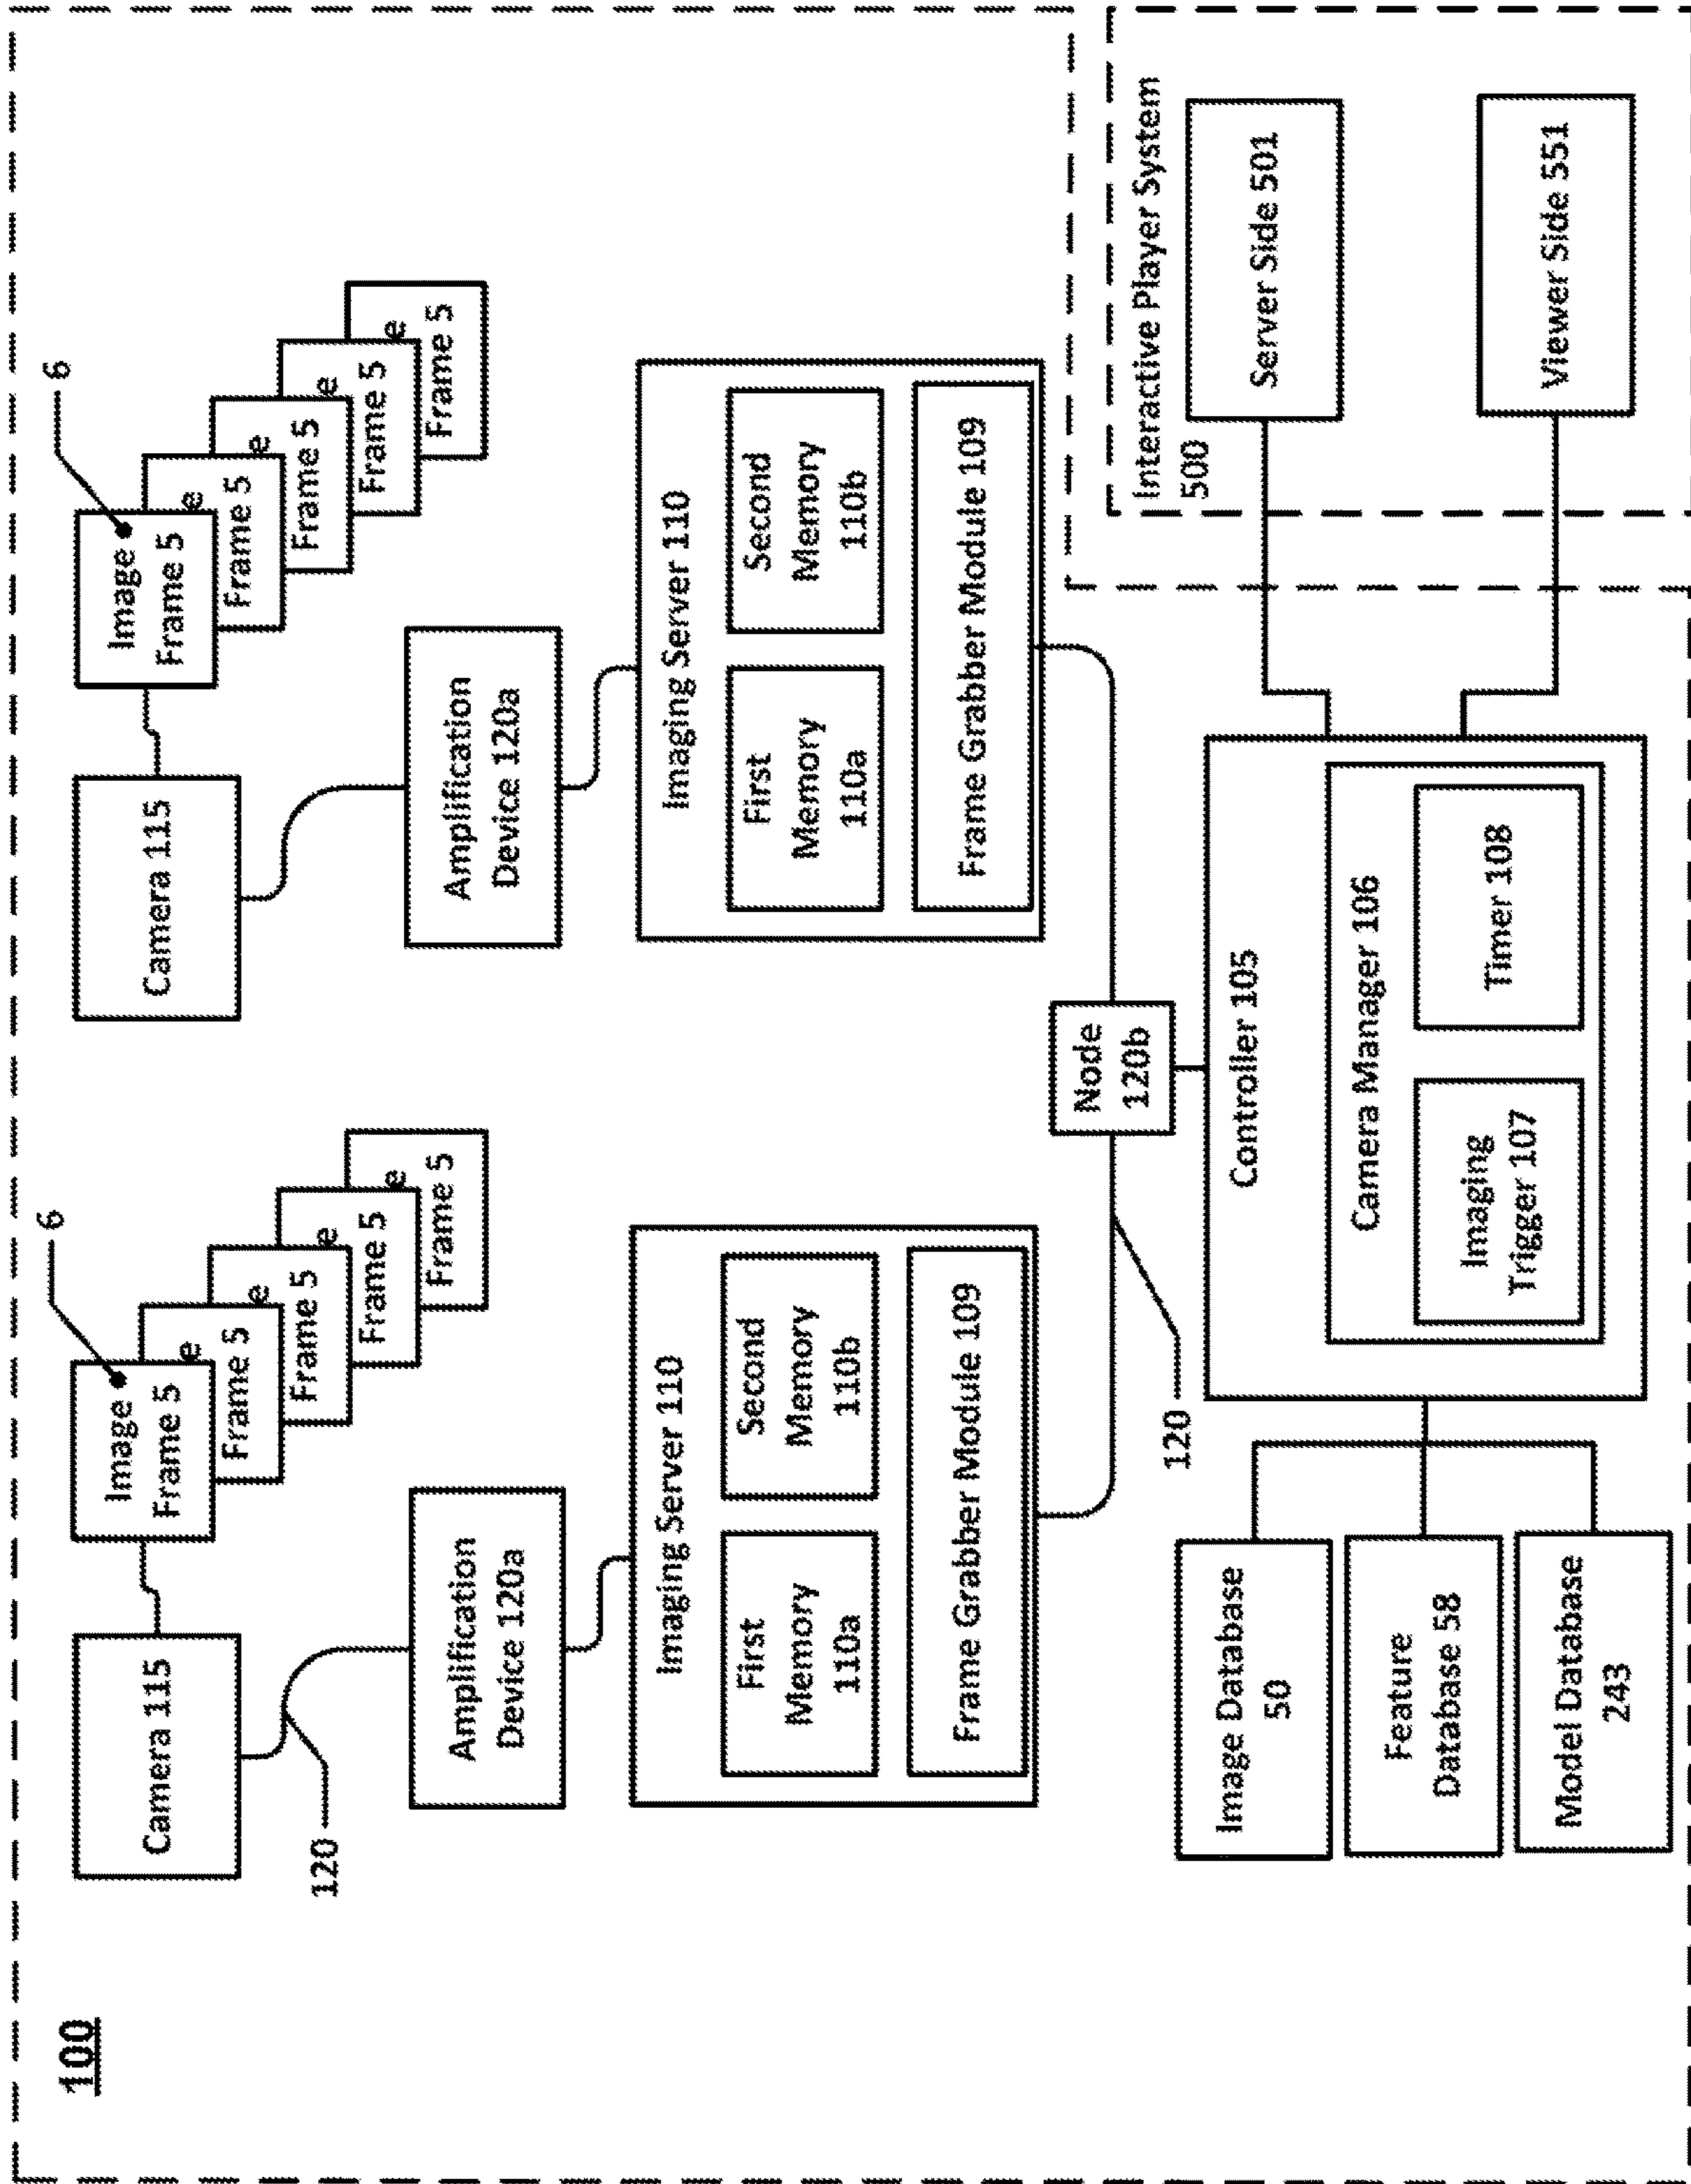 100
Camera 115
120
6
Image
Frame 5
e
Frame 5
e
Frame 5
e
Frame 5
e
Frame 5
Amplification
Device 120a
Imaging Server 110
First
Memory
110a
Second
Memory
110b
Frame Grabber Module 109
Camera 115
6
Image
Frame 5
e
Frame 5
e
Frame 5
e
Frame 5
e
Frame 5
Amplification
Device 120a
Imaging Server 110
First
Memory
110a
Second
Memory
110b
Frame Grabber Module 109
120
Node
120b
Image Database
50
Feature
Database 58
Model Database
243
Controller 105
Camera Manager 106
Imaging
Trigger 107
Timer 108
Interactive Player System
500
Server Side 501
Viewer Side 551